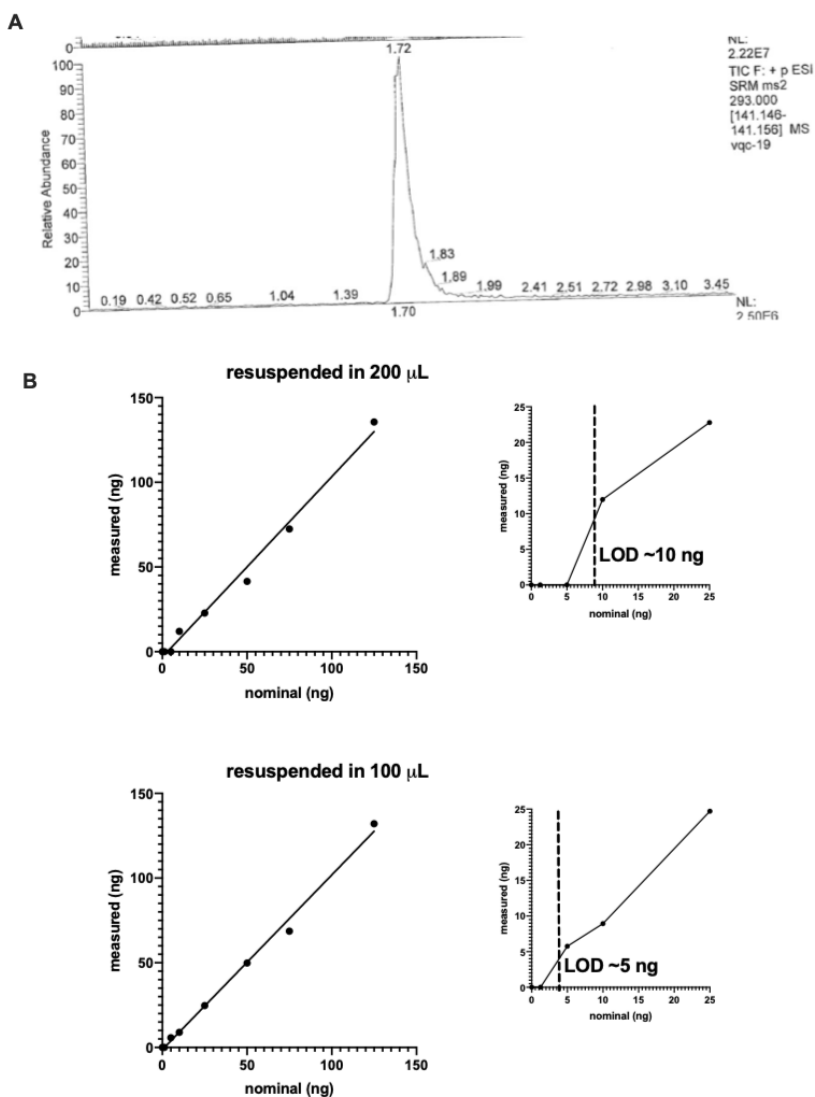 A
0
1.72
NL:
2.22E7
TIC F: + p ESI
SRM ms2
293.000
[141.146-
141.156] MS
vqc-19
100
90
80
70
60
50
40
30
20
10
0
Relative Abundance
0.19 0.42 0.52 0.65 1.04 1.39 1.83 1.89 1.99 2.41 2.51 2.72 2.98 3.10 3.45
1.70
NL:
2.50E6
B
resuspended in 200 μL
150
100
50
0
measured (ng)
0 50 100 150
nominal (ng)
25
20
15
10
5
0
measured (ng)
LOD ~10 ng
0 5 10 15 20 25
nominal (ng)
resuspended in 100 μL
150
100
50
0
measured (ng)
0 50 100 150
nominal (ng)
25
20
15
10
5
0
measured (ng)
LOD ~5 ng
0 5 10 15 20 25
nominal (ng)